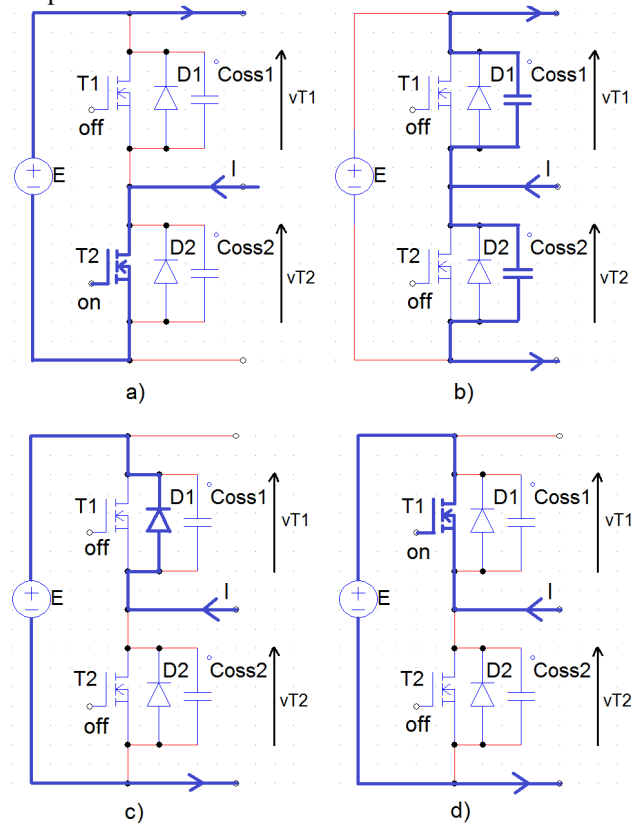 T1
D1
Coss1
vT1
off
E
+
−
I
T2
D2
Coss2
vT2
on
a)
T1
D1
Coss1
vT1
off
E
+
−
I
T2
D2
Coss2
vT2
off
b)
T1
D1
Coss1
vT1
off
E
+
−
I
T2
D2
Coss2
vT2
off
c)
T1
D1
Coss1
vT1
on
E
+
−
I
T2
D2
Coss2
vT2
off
d)